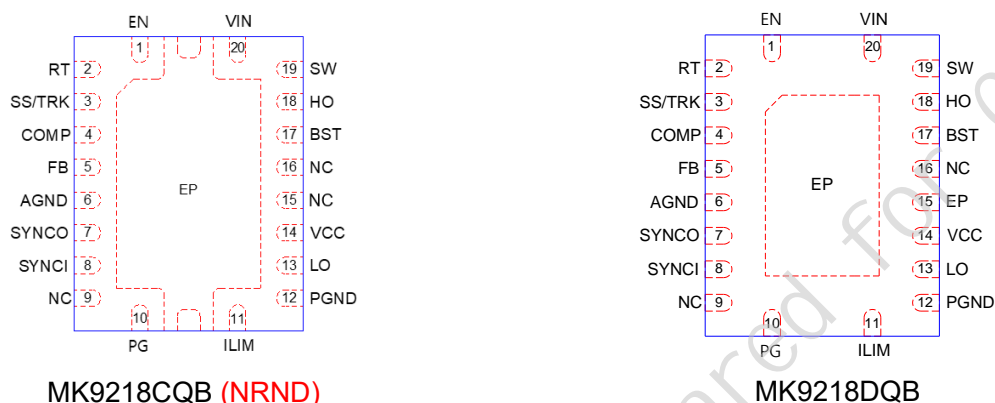 EN VIN
1 20
RT 2 19 SW
SS/TRK 3 18 HO
COMP 4 17 BST
FB 5 16 NC
EP
AGND 6 15 NC
SYNCO 7 14 VCC
SYNCI 8 13 LO
NC 9 12 PGND
10 11
PG ILIM
MK9218CQB (NRND)
EN VIN
1 20
RT 2 19 SW
SS/TRK 3 18 HO
COMP 4 17 BST
FB 5 16 NC
EP
AGND 6 15 EP
SYNCO 7 14 VCC
SYNCI 8 13 LO
NC 9 12 PGND
10 11
PG ILIM
MK9218DQB
for